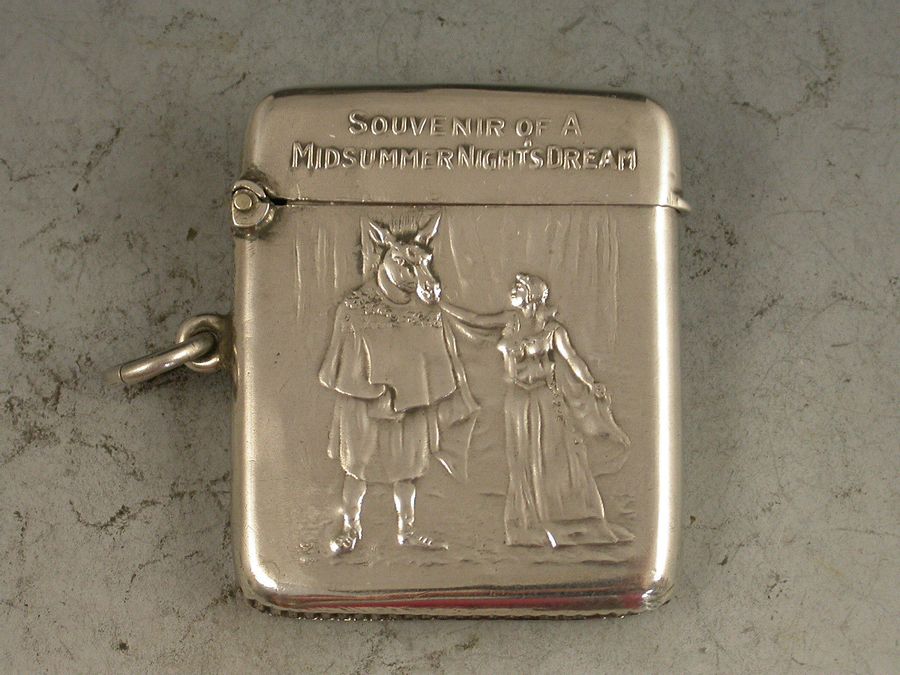 SOUVENIR OF A
MIDSUMMER NIGHT'S DREAM